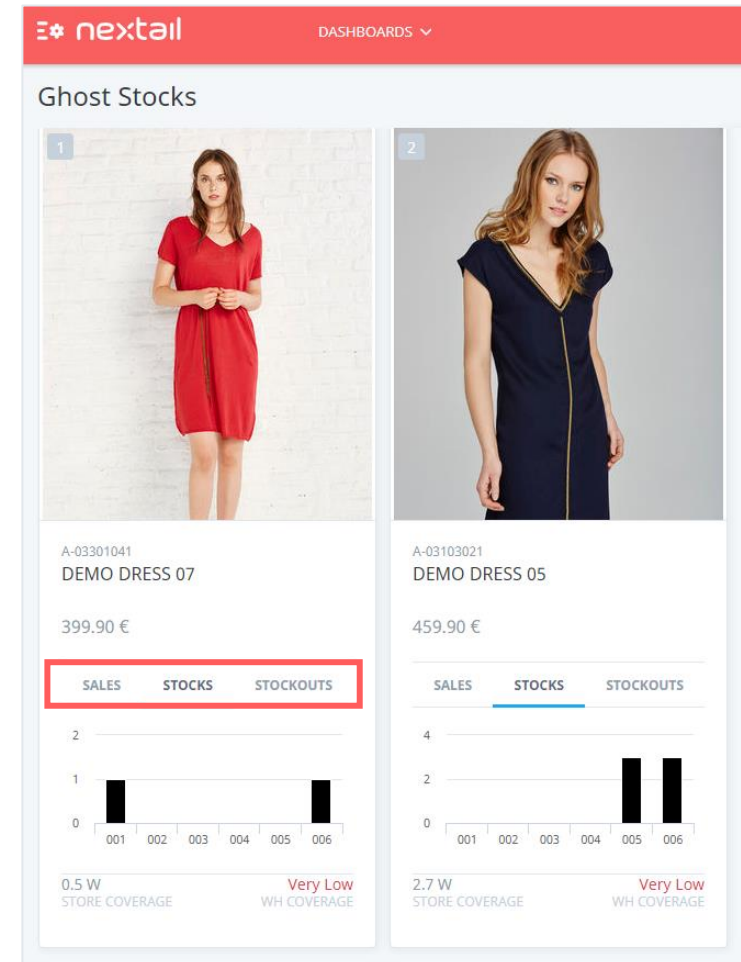 nextail
DASHBOARDS
Ghost Stocks
1
A-03301041
DEMO DRESS 07
399.90 €
SALES STOCKS STOCKOUTS
2
1
0
001 002 003 004 005 006
0.5 W Very Low
STORE COVERAGE WH COVERAGE
2
A-03103021
DEMO DRESS 05
459.90 €
SALES STOCKS STOCKOUTS
4
2
0
001 002 003 004 005 006
2.7 W Very Low
STORE COVERAGE WH COVERAGE